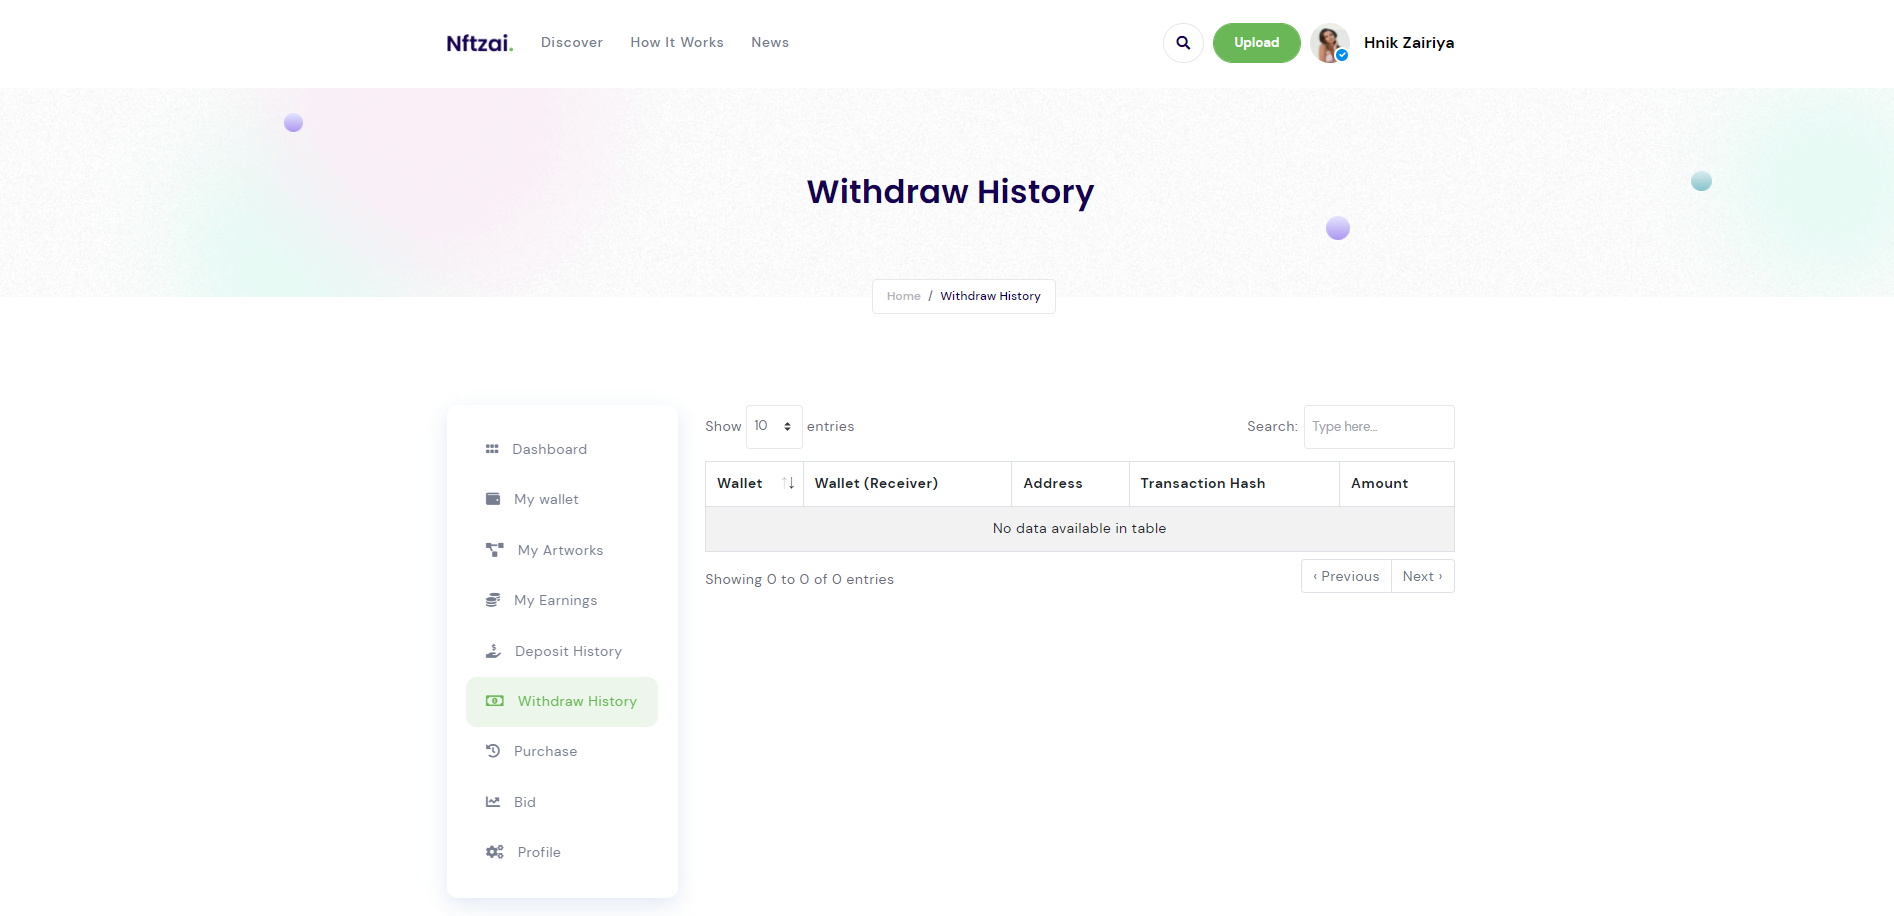 Nftzai.
Discover
How It Works
News
Upload
Hnik Zairiya
Withdraw History
Home / Withdraw History
Dashboard
My wallet
My Artworks
My Earnings
Deposit History
Withdraw History
Purchase
Bid
Profile
Show 10 entries
Search: Type here...
Wallet Wallet (Receiver) Address Transaction Hash Amount
No data available in table
Showing 0 to 0 of 0 entries
‹ Previous Next ›